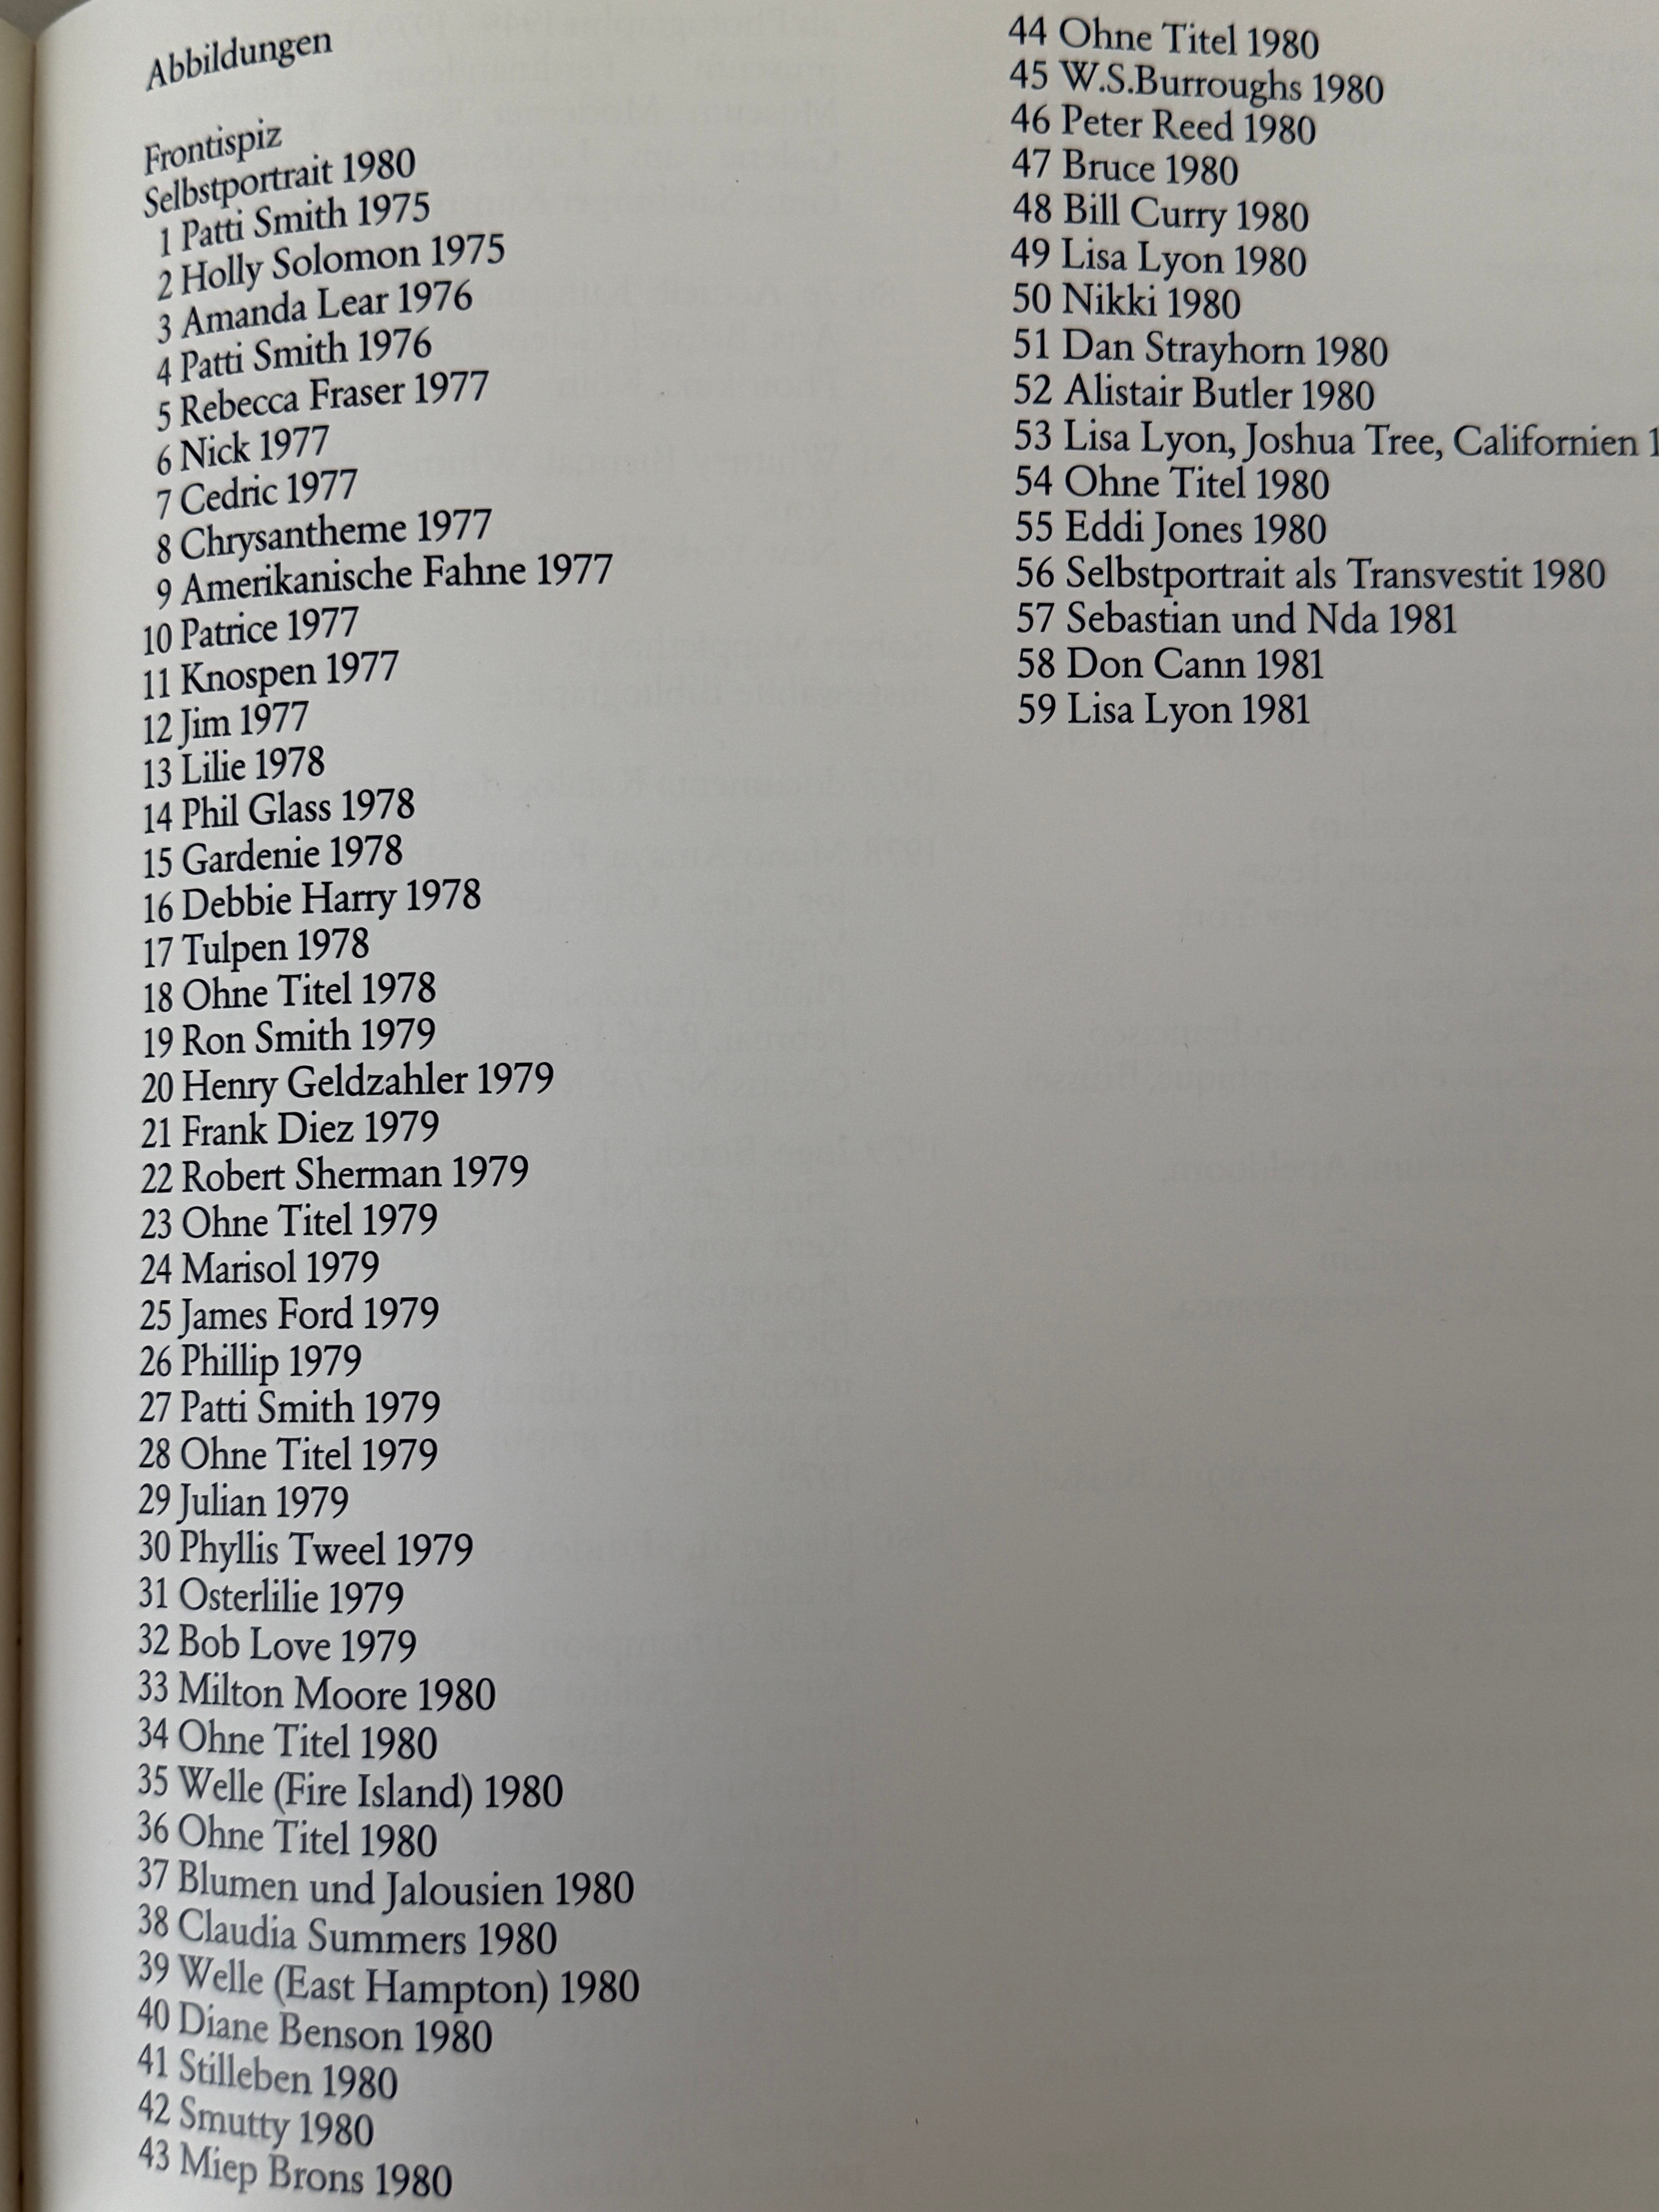 Abbildungen
Frontispiz
Selbstportrait 1980
1 Patti Smith 1975
2 Holly Solomon 1975
3 Amanda Lear 1976
4 Patti Smith 1976
5 Rebecca Fraser 1977
6 Nick 1977
7 Cedric 1977
8 Chrysantheme 1977
9 Amerikanische Fahne 1977
10 Patrice 1977
11 Knospen 1977
12 Jim 1977
13 Lilie 1978
14 Phil Glass 1978
15 Gardenie 1978
16 Debbie Harry 1978
17 Tulpen 1978
18 Ohne Titel 1978
19 Ron Smith 1979
20 Henry Geldzahler 1979
21 Frank Diez 1979
22 Robert Sherman 1979
23 Ohne Titel 1979
24 Marisol 1979
25 James Ford 1979
26 Phillip 1979
27 Patti Smith 1979
28 Ohne Titel 1979
29 Julian 1979
30 Phyllis Tweel 1979
31 Osterlilie 1979
32 Bob Love 1979
33 Milton Moore 1980
34 Ohne Titel 1980
35 Welle (Fire Island) 1980
36 Ohne Titel 1980
37 Blumen und Jalousien 1980
38 Claudia Summers 1980
39 Welle (East Hampton) 1980
40 Diane Benson 1980
41 Stilleben 1980
42 Smutty 1980
43 Miep Brons 1980
44 Ohne Titel 1980
45 W.S.Burroughs 1980
46 Peter Reed 1980
47 Bruce 1980
48 Bill Curry 1980
49 Lisa Lyon 1980
50 Nikki 1980
51 Dan Strayhorn 1980
52 Alistair Butler 1980
53 Lisa Lyon, Joshua Tree, Californien
54 Ohne Titel 1980
55 Eddi Jones 1980
56 Selbstportrait als Transvestit 1980
57 Sebastian und Nda 1981
58 Don Cann 1981
59 Lisa Lyon 1981